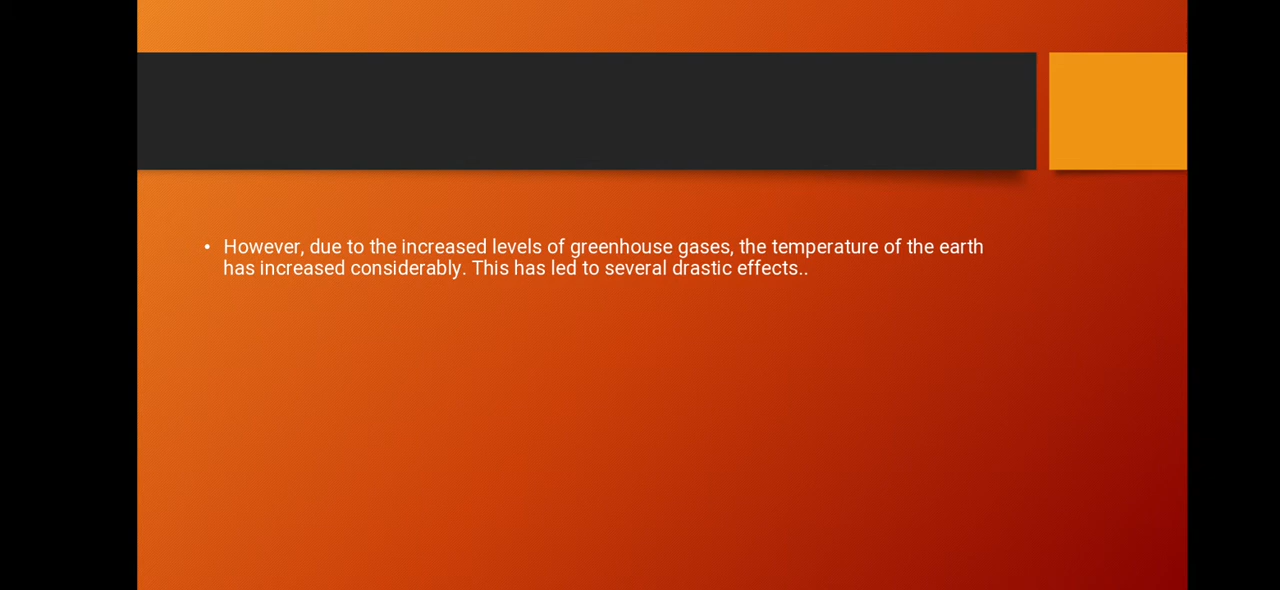 • However, due to the increased levels of greenhouse gases, the temperature of the earth
has increased considerably. This has led to several drastic effects..